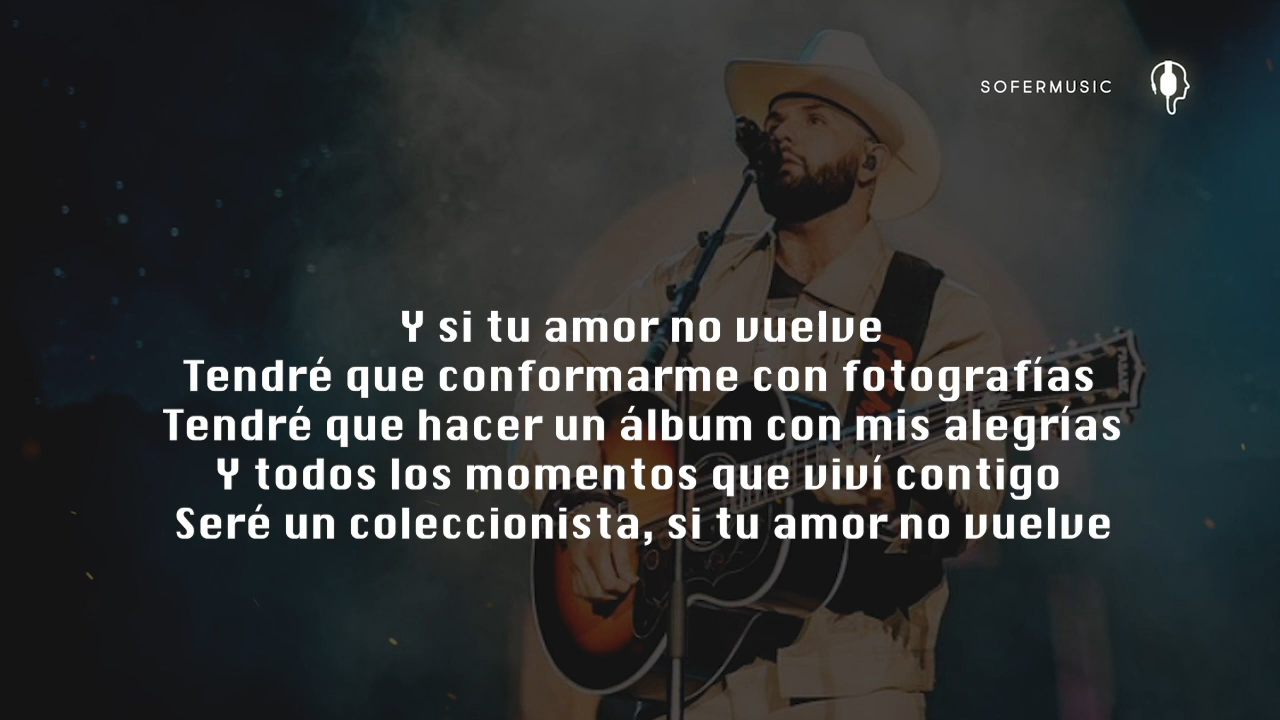 SOFERMUSIC
Y si tu amor no vuelve
Tendré que conformarme con fotografías
Tendré que hacer un álbum con mis alegrías
Y todos los momentos que viví contigo
Seré un coleccionista, si tu amor no vuelve